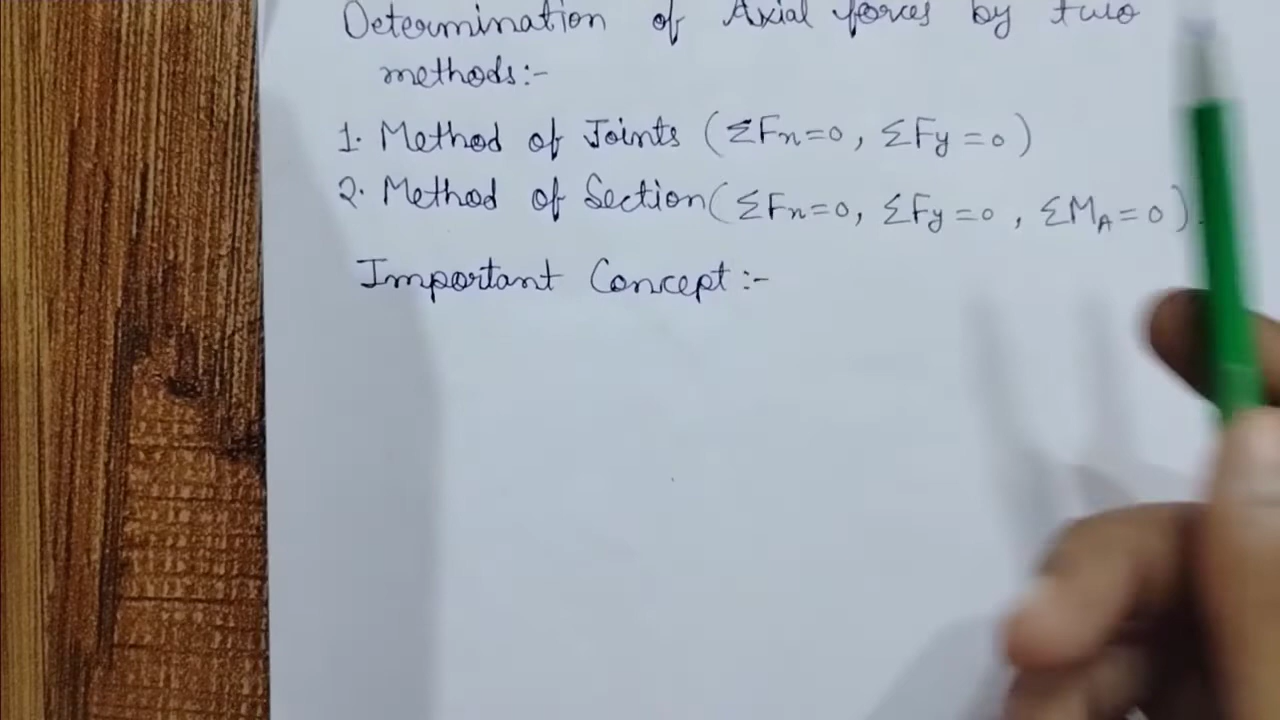 Determination of Axial forces by two
methods:-
1. Method of Joints (ΣFx=0, ΣFy=0)
2. Method of Section (ΣFx=0, ΣFy=0, ΣMA=0).
Important Concept:-